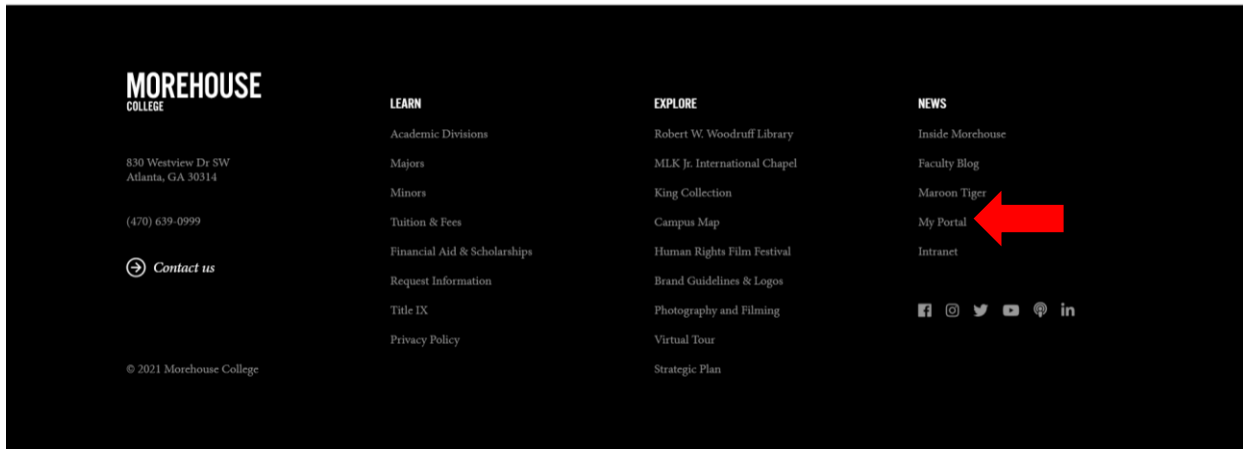 MOREHOUSE
COLLEGE
830 Westview Dr SW
Atlanta, GA 30314
(470) 639-0999
Contact us
© 2021 Morehouse College
LEARN
Academic Divisions
Majors
Minors
Tuition & Fees
Financial Aid & Scholarships
Request Information
Title IX
Privacy Policy
EXPLORE
Robert W. Woodruff Library
MLK Jr. International Chapel
King Collection
Campus Map
Human Rights Film Festival
Brand Guidelines & Logos
Photography and Filming
Virtual Tour
Strategic Plan
NEWS
Inside Morehouse
Faculty Blog
Maroon Tiger
My Portal
Intranet